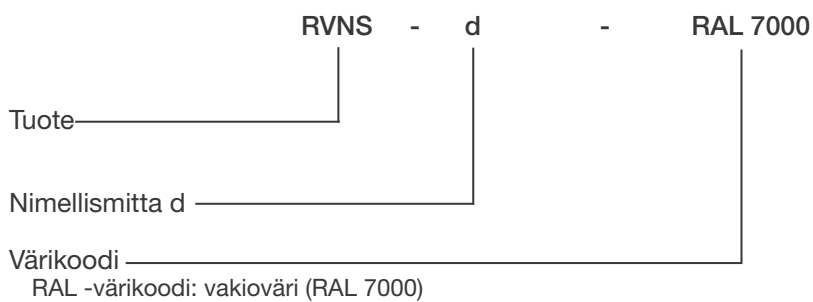 RVNS - d - RAL 7000
Tuote
Nimellismitta d
Värikoodi
RAL -värikoodi: vakioväri (RAL 7000)